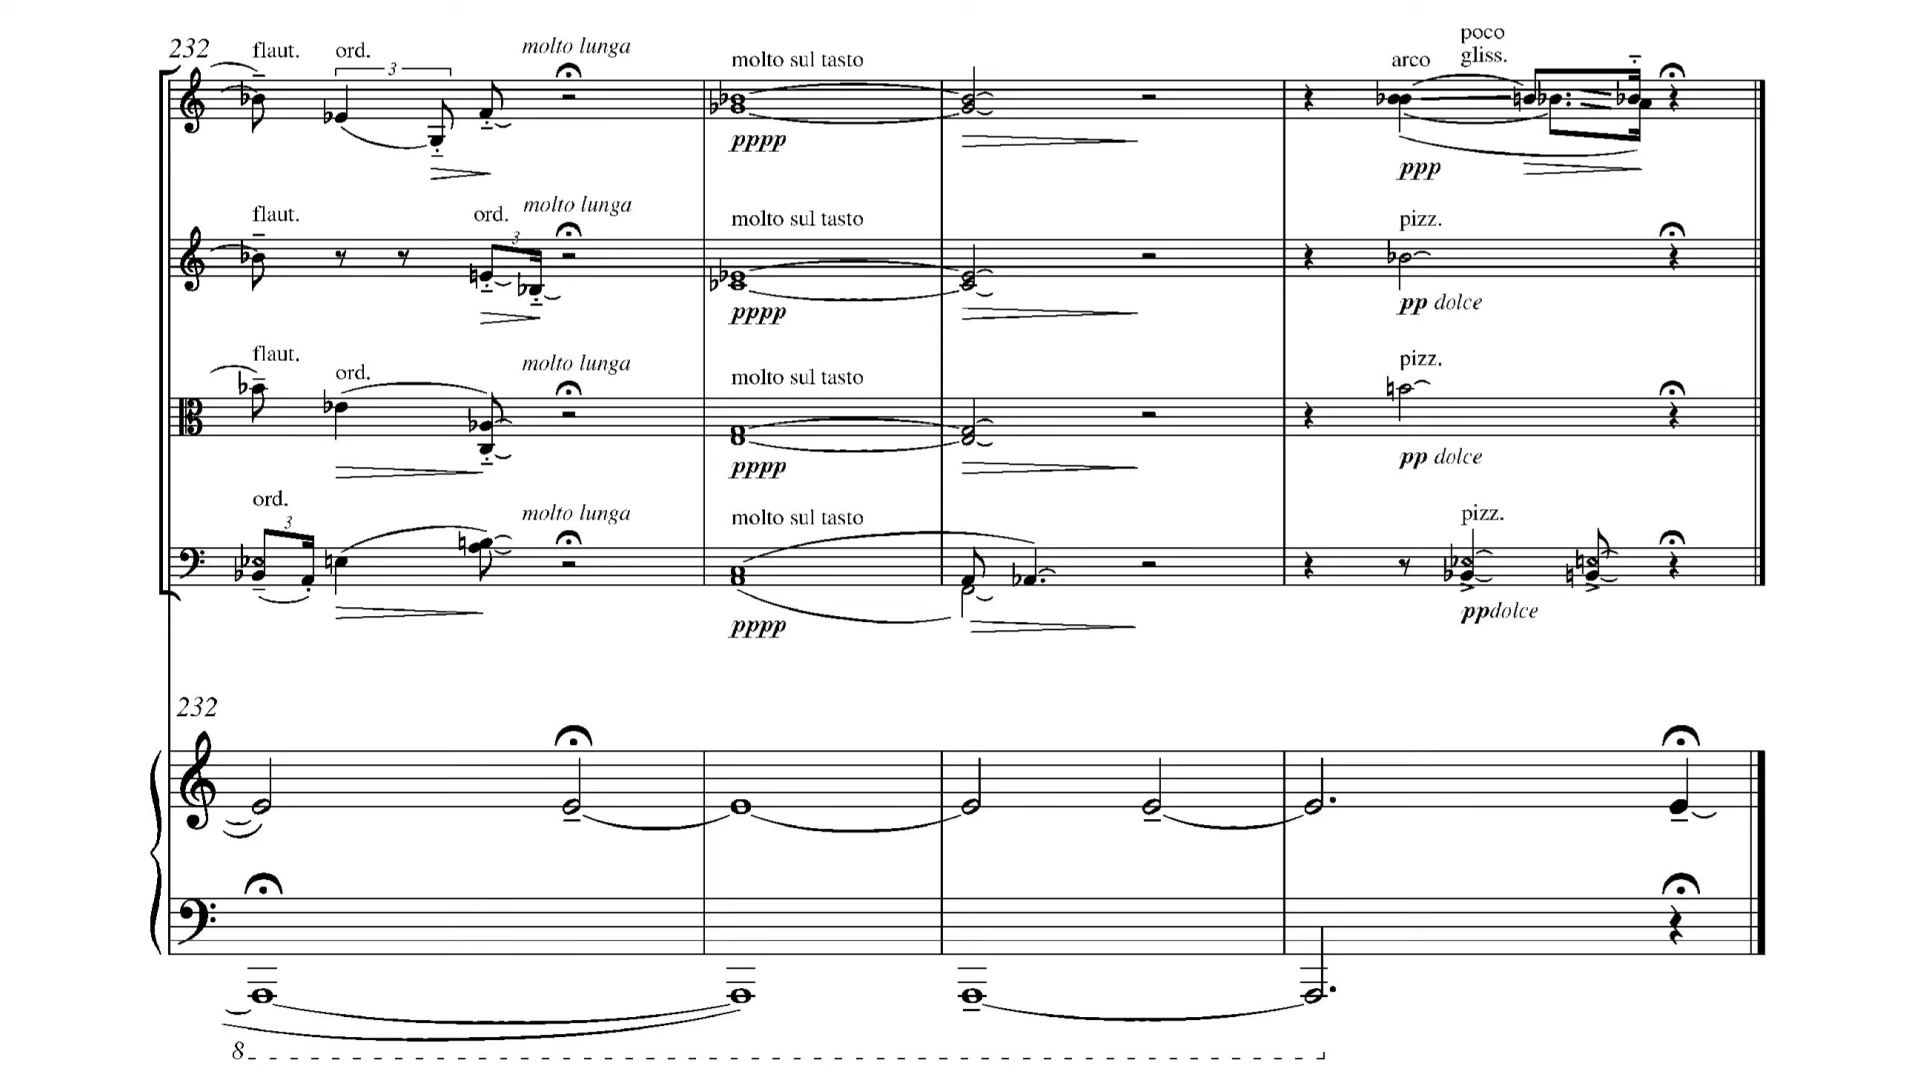 232 flaut. ord. molto lunga molto sul tasto arco poco gliss.
3
pppp ppp
flaut. ord. molto lunga molto sul tasto pizz.
3
pppp pp dolce
flaut. ord. molto lunga molto sul tasto pizz.
pppp pp dolce
ord. molto lunga molto sul tasto pizz.
3
pppp ppdolce
232
8